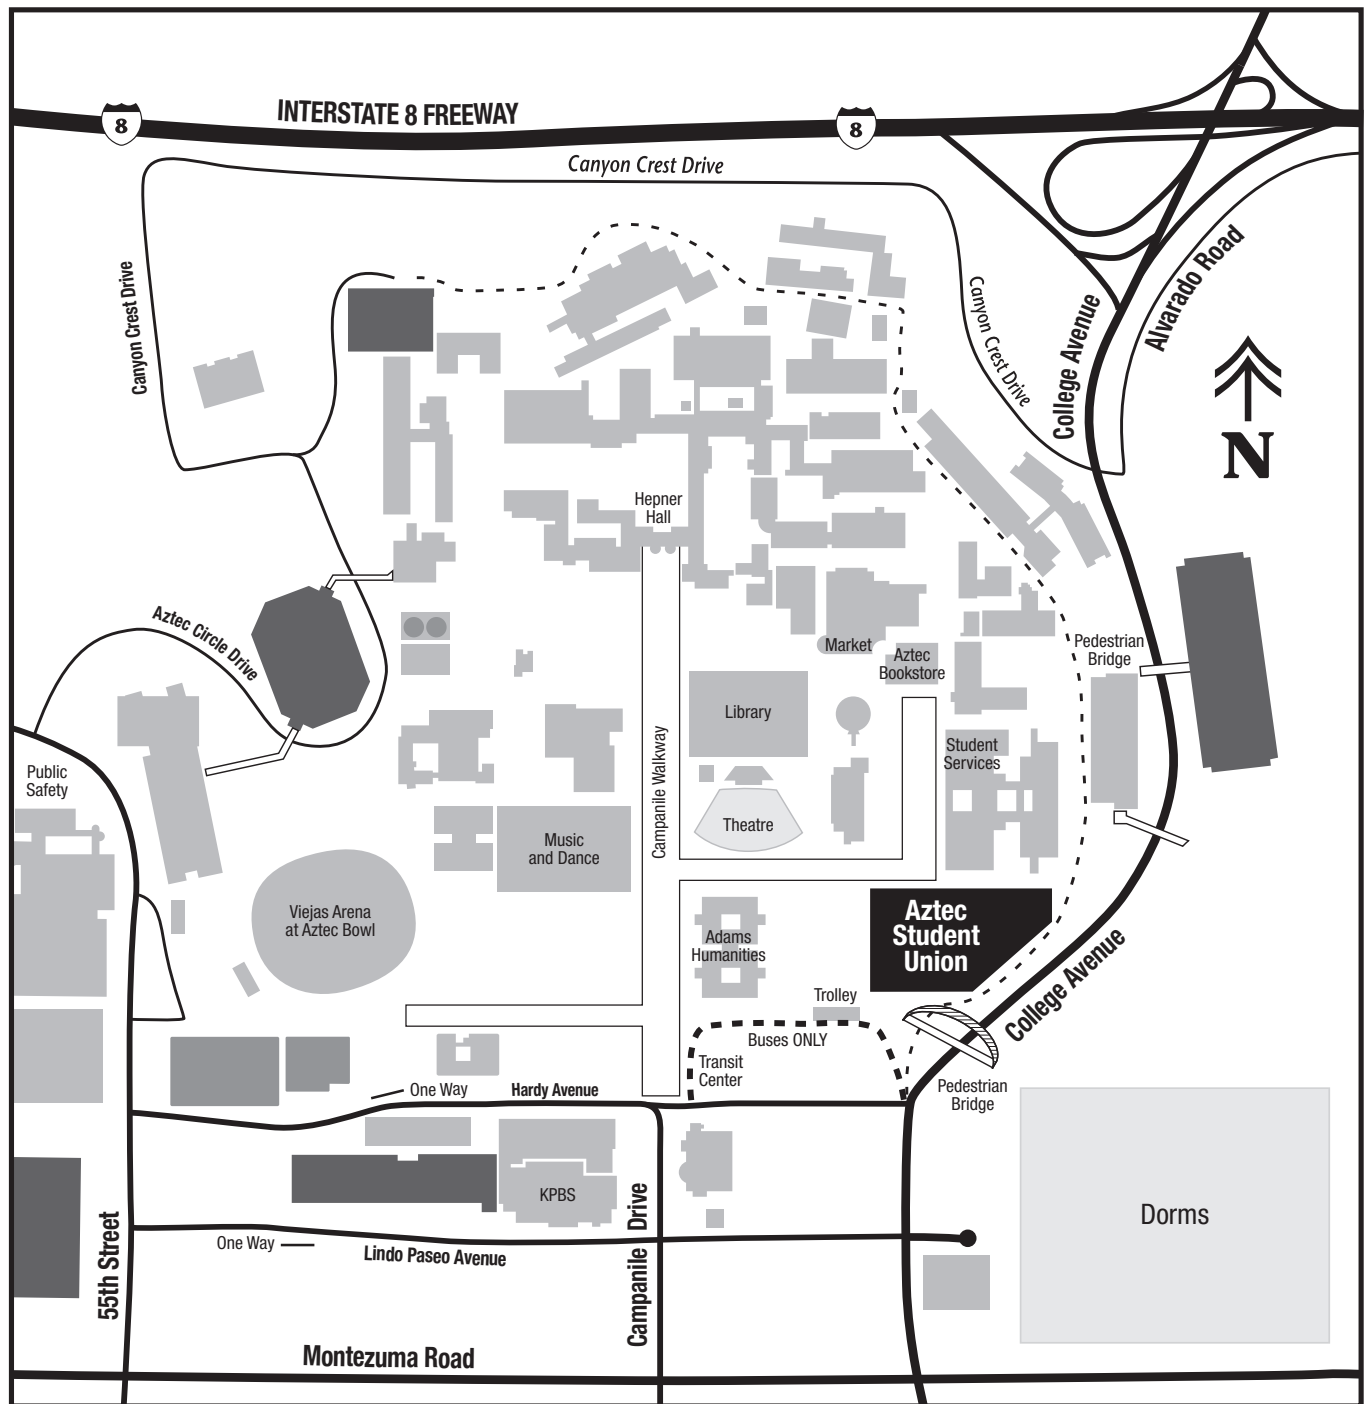 INTERSTATE 8 FREEWAY
8
8
Canyon Crest Drive
Canyon Crest Drive
Canyon Crest Drive
College Avenue
Alvarado Road
N
Hepner
Hall
Aztec Circle Drive
Market
Aztec
Bookstore
Pedestrian
Bridge
Library
Campanile Walkway
Student
Services
Public
Safety
Theatre
Music
and Dance
Viejas Arena
at Aztec Bowl
Adams
Humanities
Aztec
Student
Union
College Avenue
Trolley
Buses ONLY
Transit
Center
Pedestrian
Bridge
One Way
Hardy Avenue
KPBS
Campanile Drive
Dorms
55th Street
One Way
Lindo Paseo Avenue
Montezuma Road